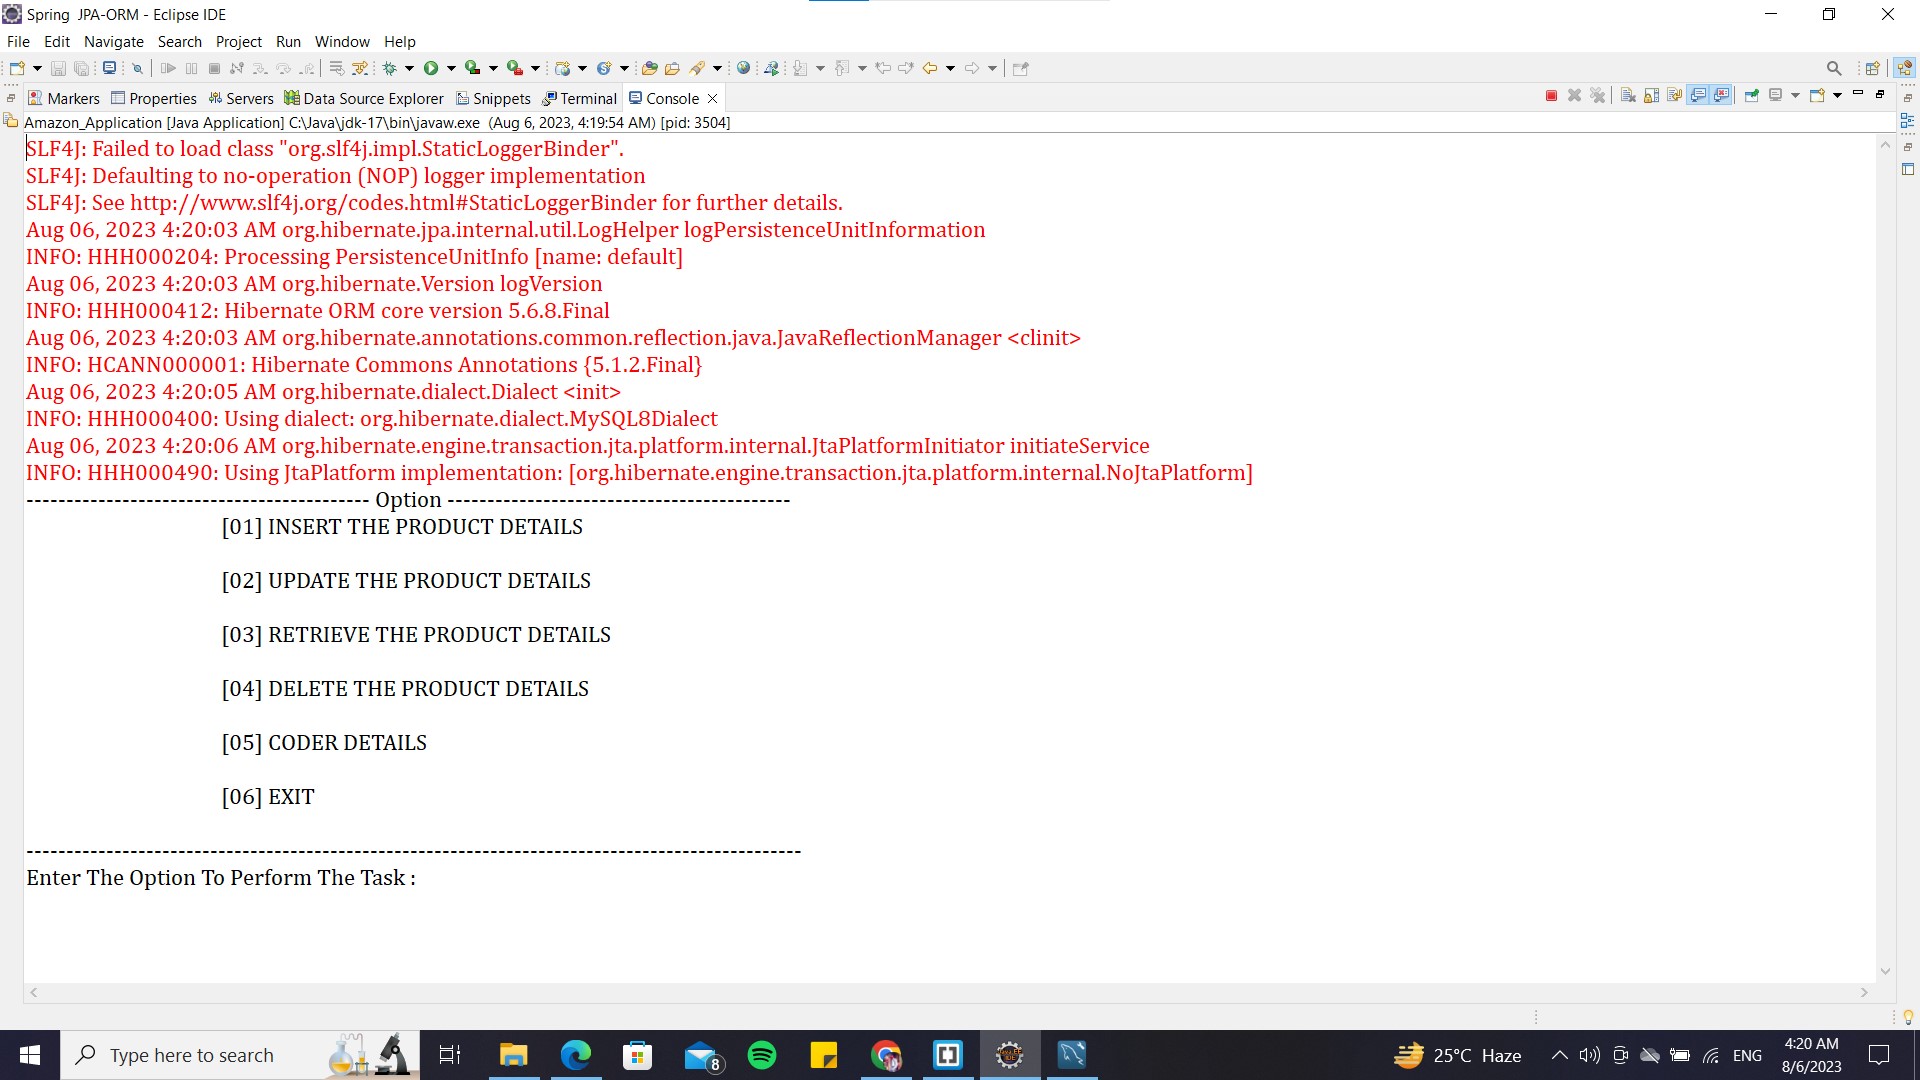 Spring JPA-ORM - Eclipse IDE
File Edit Navigate Search Project Run Window Help
Markers Properties Servers Data Source Explorer Snippets Terminal Console
Amazon_Application [Java Application] C:\Java\jdk-17\bin\javaw.exe (Aug 6, 2023, 4:19:54 AM) [pid: 3504]
SLF4J: Failed to load class "org.slf4j.impl.StaticLoggerBinder".
SLF4J: Defaulting to no-operation (NOP) logger implementation
SLF4J: See http://www.slf4j.org/codes.html#StaticLoggerBinder for further details.
Aug 06, 2023 4:20:03 AM org.hibernate.jpa.internal.util.LogHelper logPersistenceUnitInformation
INFO: HHH000204: Processing PersistenceUnitInfo [name: default]
Aug 06, 2023 4:20:03 AM org.hibernate.Version logVersion
INFO: HHH000412: Hibernate ORM core version 5.6.8.Final
Aug 06, 2023 4:20:03 AM org.hibernate.annotations.common.reflection.java.JavaReflectionManager <clinit>
INFO: HCANN000001: Hibernate Commons Annotations {5.1.2.Final}
Aug 06, 2023 4:20:05 AM org.hibernate.dialect.Dialect <init>
INFO: HHH000400: Using dialect: org.hibernate.dialect.MySQL8Dialect
Aug 06, 2023 4:20:06 AM org.hibernate.engine.transaction.jta.platform.internal.JtaPlatformInitiator initiateService
INFO: HHH000490: Using JtaPlatform implementation: [org.hibernate.engine.transaction.jta.platform.internal.NoJtaPlatform]
------------------------------------------- Option -------------------------------------------
[01] INSERT THE PRODUCT DETAILS
[02] UPDATE THE PRODUCT DETAILS
[03] RETRIEVE THE PRODUCT DETAILS
[04] DELETE THE PRODUCT DETAILS
[05] CODER DETAILS
[06] EXIT
-------------------------------------------------------------------------------------------------
Enter The Option To Perform The Task :
Type here to search
8
25°C Haze
ENG
4:20 AM
8/6/2023